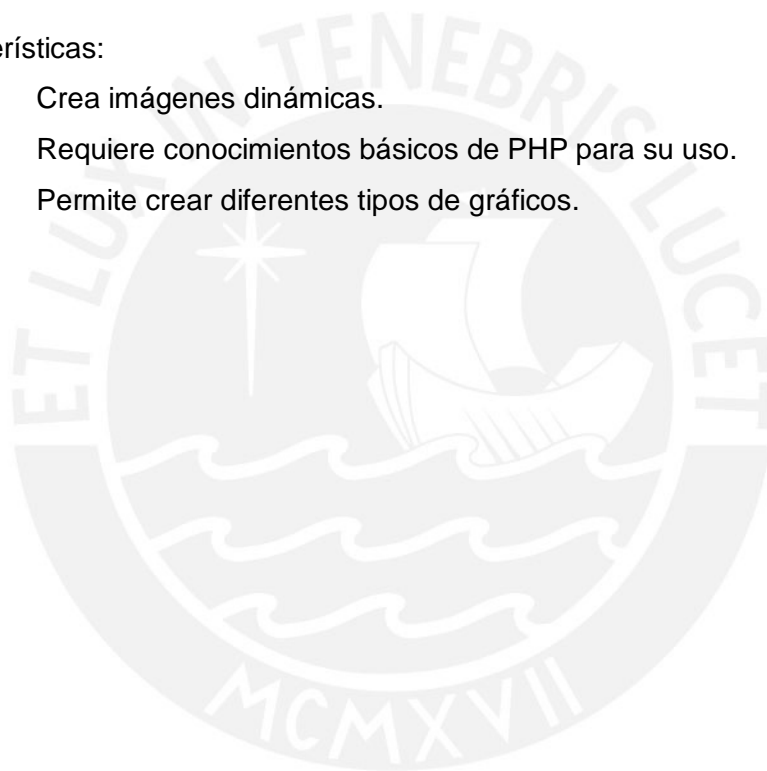 erísticas:
Crea imágenes dinámicas.
Requiere conocimientos básicos de PHP para su uso.
Permite crear diferentes tipos de gráficos.
ET LUX IN TENEBRIS LUCET
MCMXVII